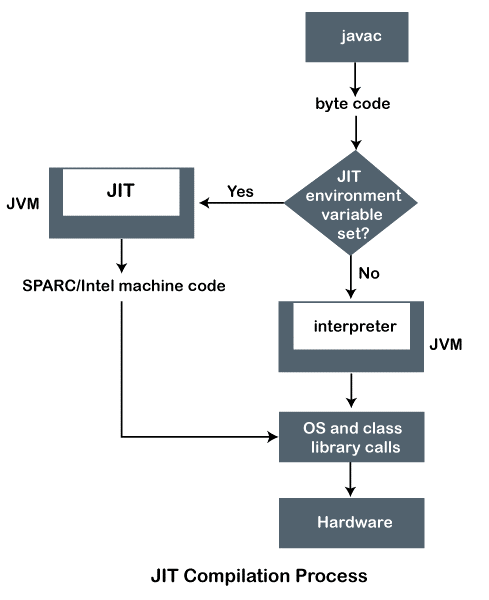 javac
byte code
JIT
environment
variable
set?
Yes
JIT
JVM
No
SPARC/Intel machine code
interpreter
JVM
OS and class
library calls
Hardware
JIT Compilation Process